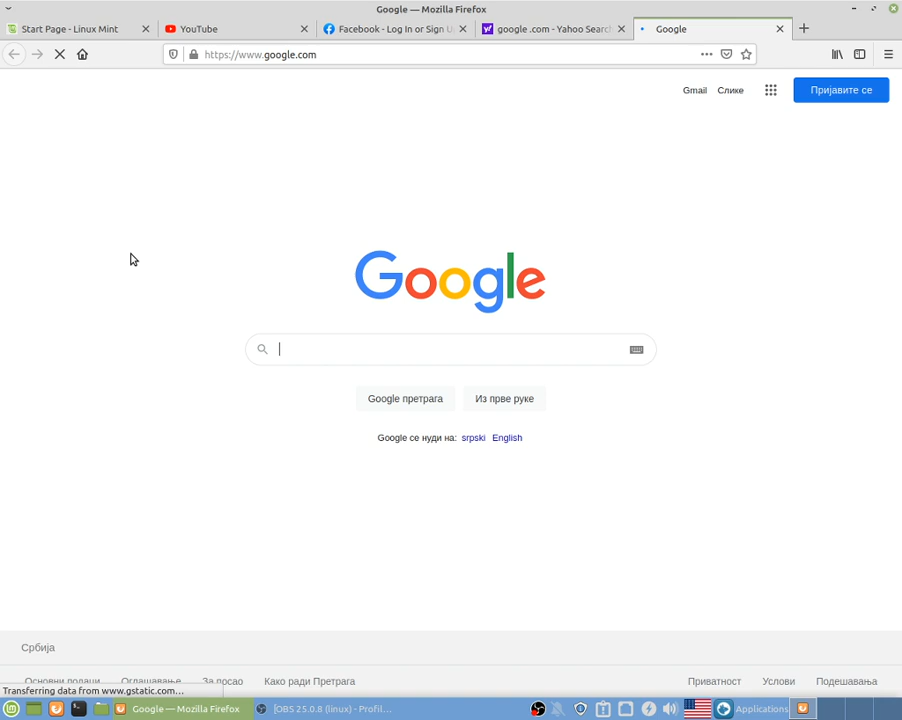 Google — Mozilla Firefox
Start Page - Linux Mint
YouTube
Facebook - Log In or Sign U
google .com - Yahoo Search
Google
https://www.google.com
Gmail Слике Пријавите се
Google
Google претрага Из прве руке
Google се нуди на: srpski English
Србија
Основни подаци Оглашавање За посао Како ради Претрага Приватност Услови Подешавања
Transferring data from www.gstatic.com…
Google — Mozilla Firefox [OBS 25.0.8 (linux) - Profil... Applications